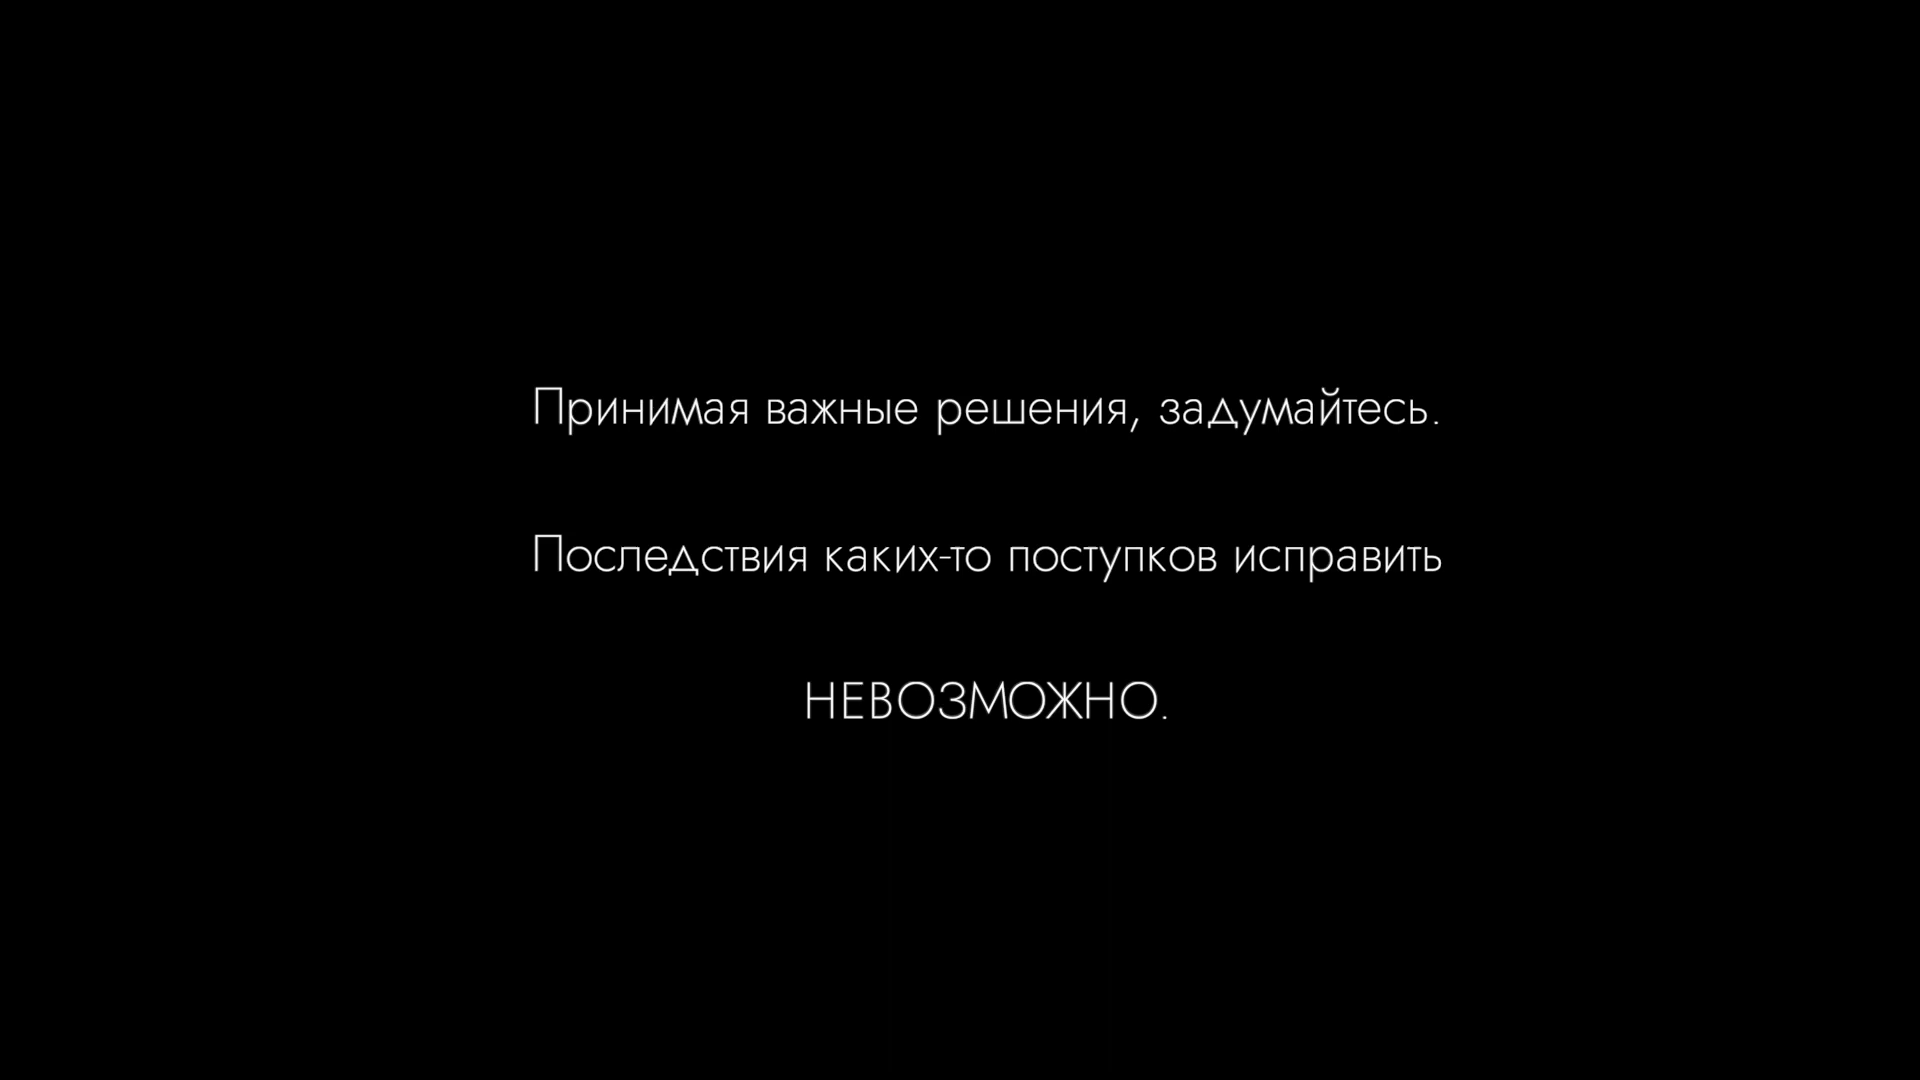 Принимая важные решения, задумайтесь.
Последствия каких-то поступков исправить
НЕВОЗМОЖНО.